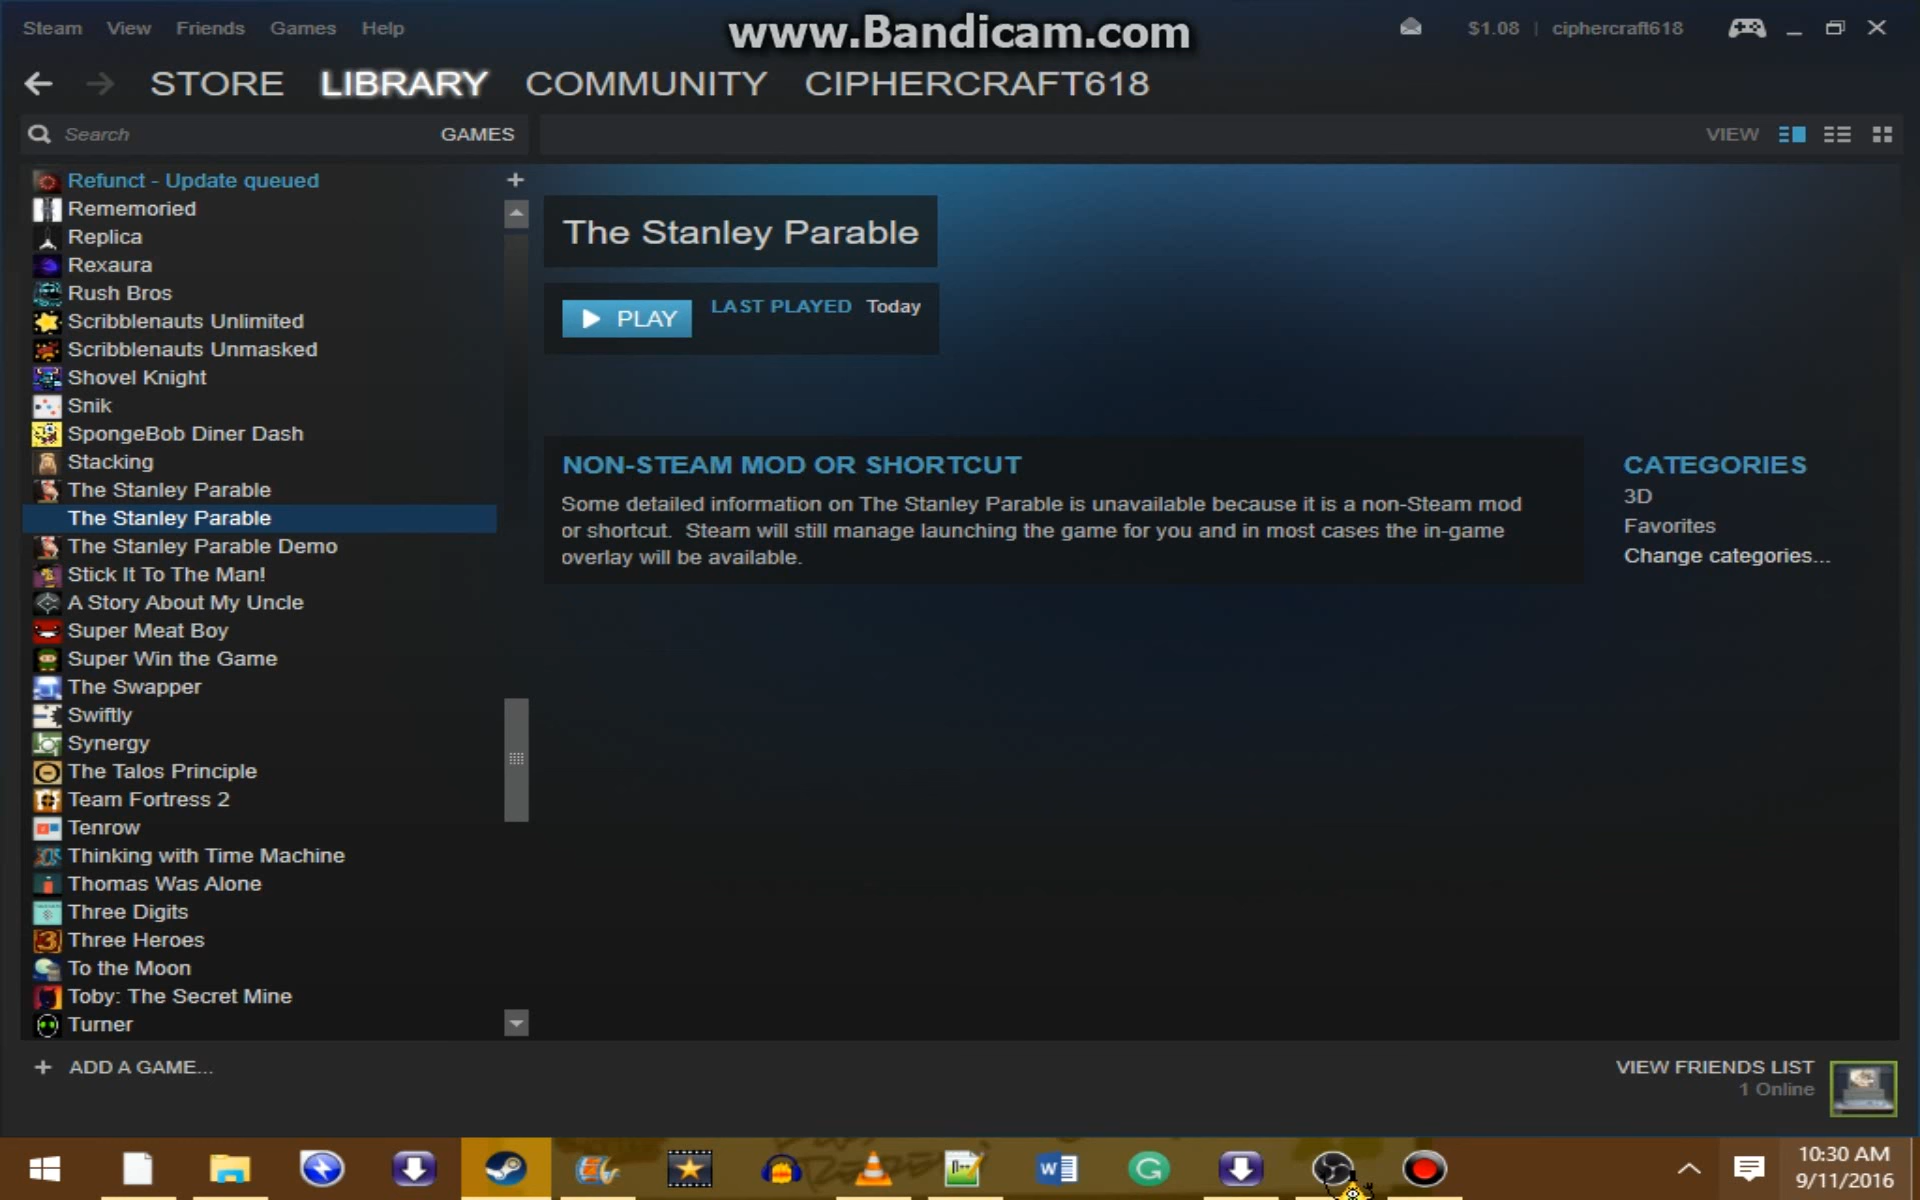 Steam View Friends Games Help
www.Bandicam.com
$1.08 | ciphercraft618
STORE LIBRARY COMMUNITY CIPHERCRAFT618
Search GAMES
VIEW
Refunct - Update queued
+
Rememoried
Replica
Rexaura
Rush Bros
Scribblenauts Unlimited
Scribblenauts Unmasked
Shovel Knight
Snik
SpongeBob Diner Dash
Stacking
The Stanley Parable
The Stanley Parable
The Stanley Parable Demo
Stick It To The Man!
A Story About My Uncle
Super Meat Boy
Super Win the Game
The Swapper
Swiftly
Synergy
The Talos Principle
Team Fortress 2
Tenrow
Thinking with Time Machine
Thomas Was Alone
Three Digits
Three Heroes
To the Moon
Toby: The Secret Mine
Turner
+ ADD A GAME...
The Stanley Parable
PLAY LAST PLAYED Today
NON-STEAM MOD OR SHORTCUT
Some detailed information on The Stanley Parable is unavailable because it is a non-Steam mod
or shortcut. Steam will still manage launching the game for you and in most cases the in-game
overlay will be available.
CATEGORIES
3D
Favorites
Change categories...
VIEW FRIENDS LIST
1 Online
10:30 AM
9/11/2016